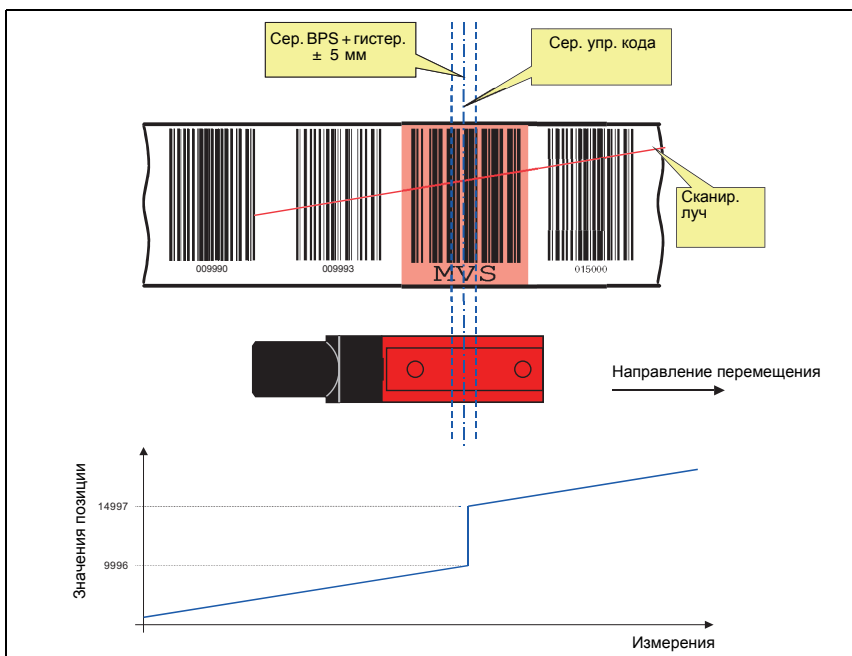 Сер. BPS + гистер.
± 5 мм
Сер. упр. кода
Сканир.
луч
009990
009993
MVS
015000
Направление перемещения
Значения позиции
14997
9996
Измерения